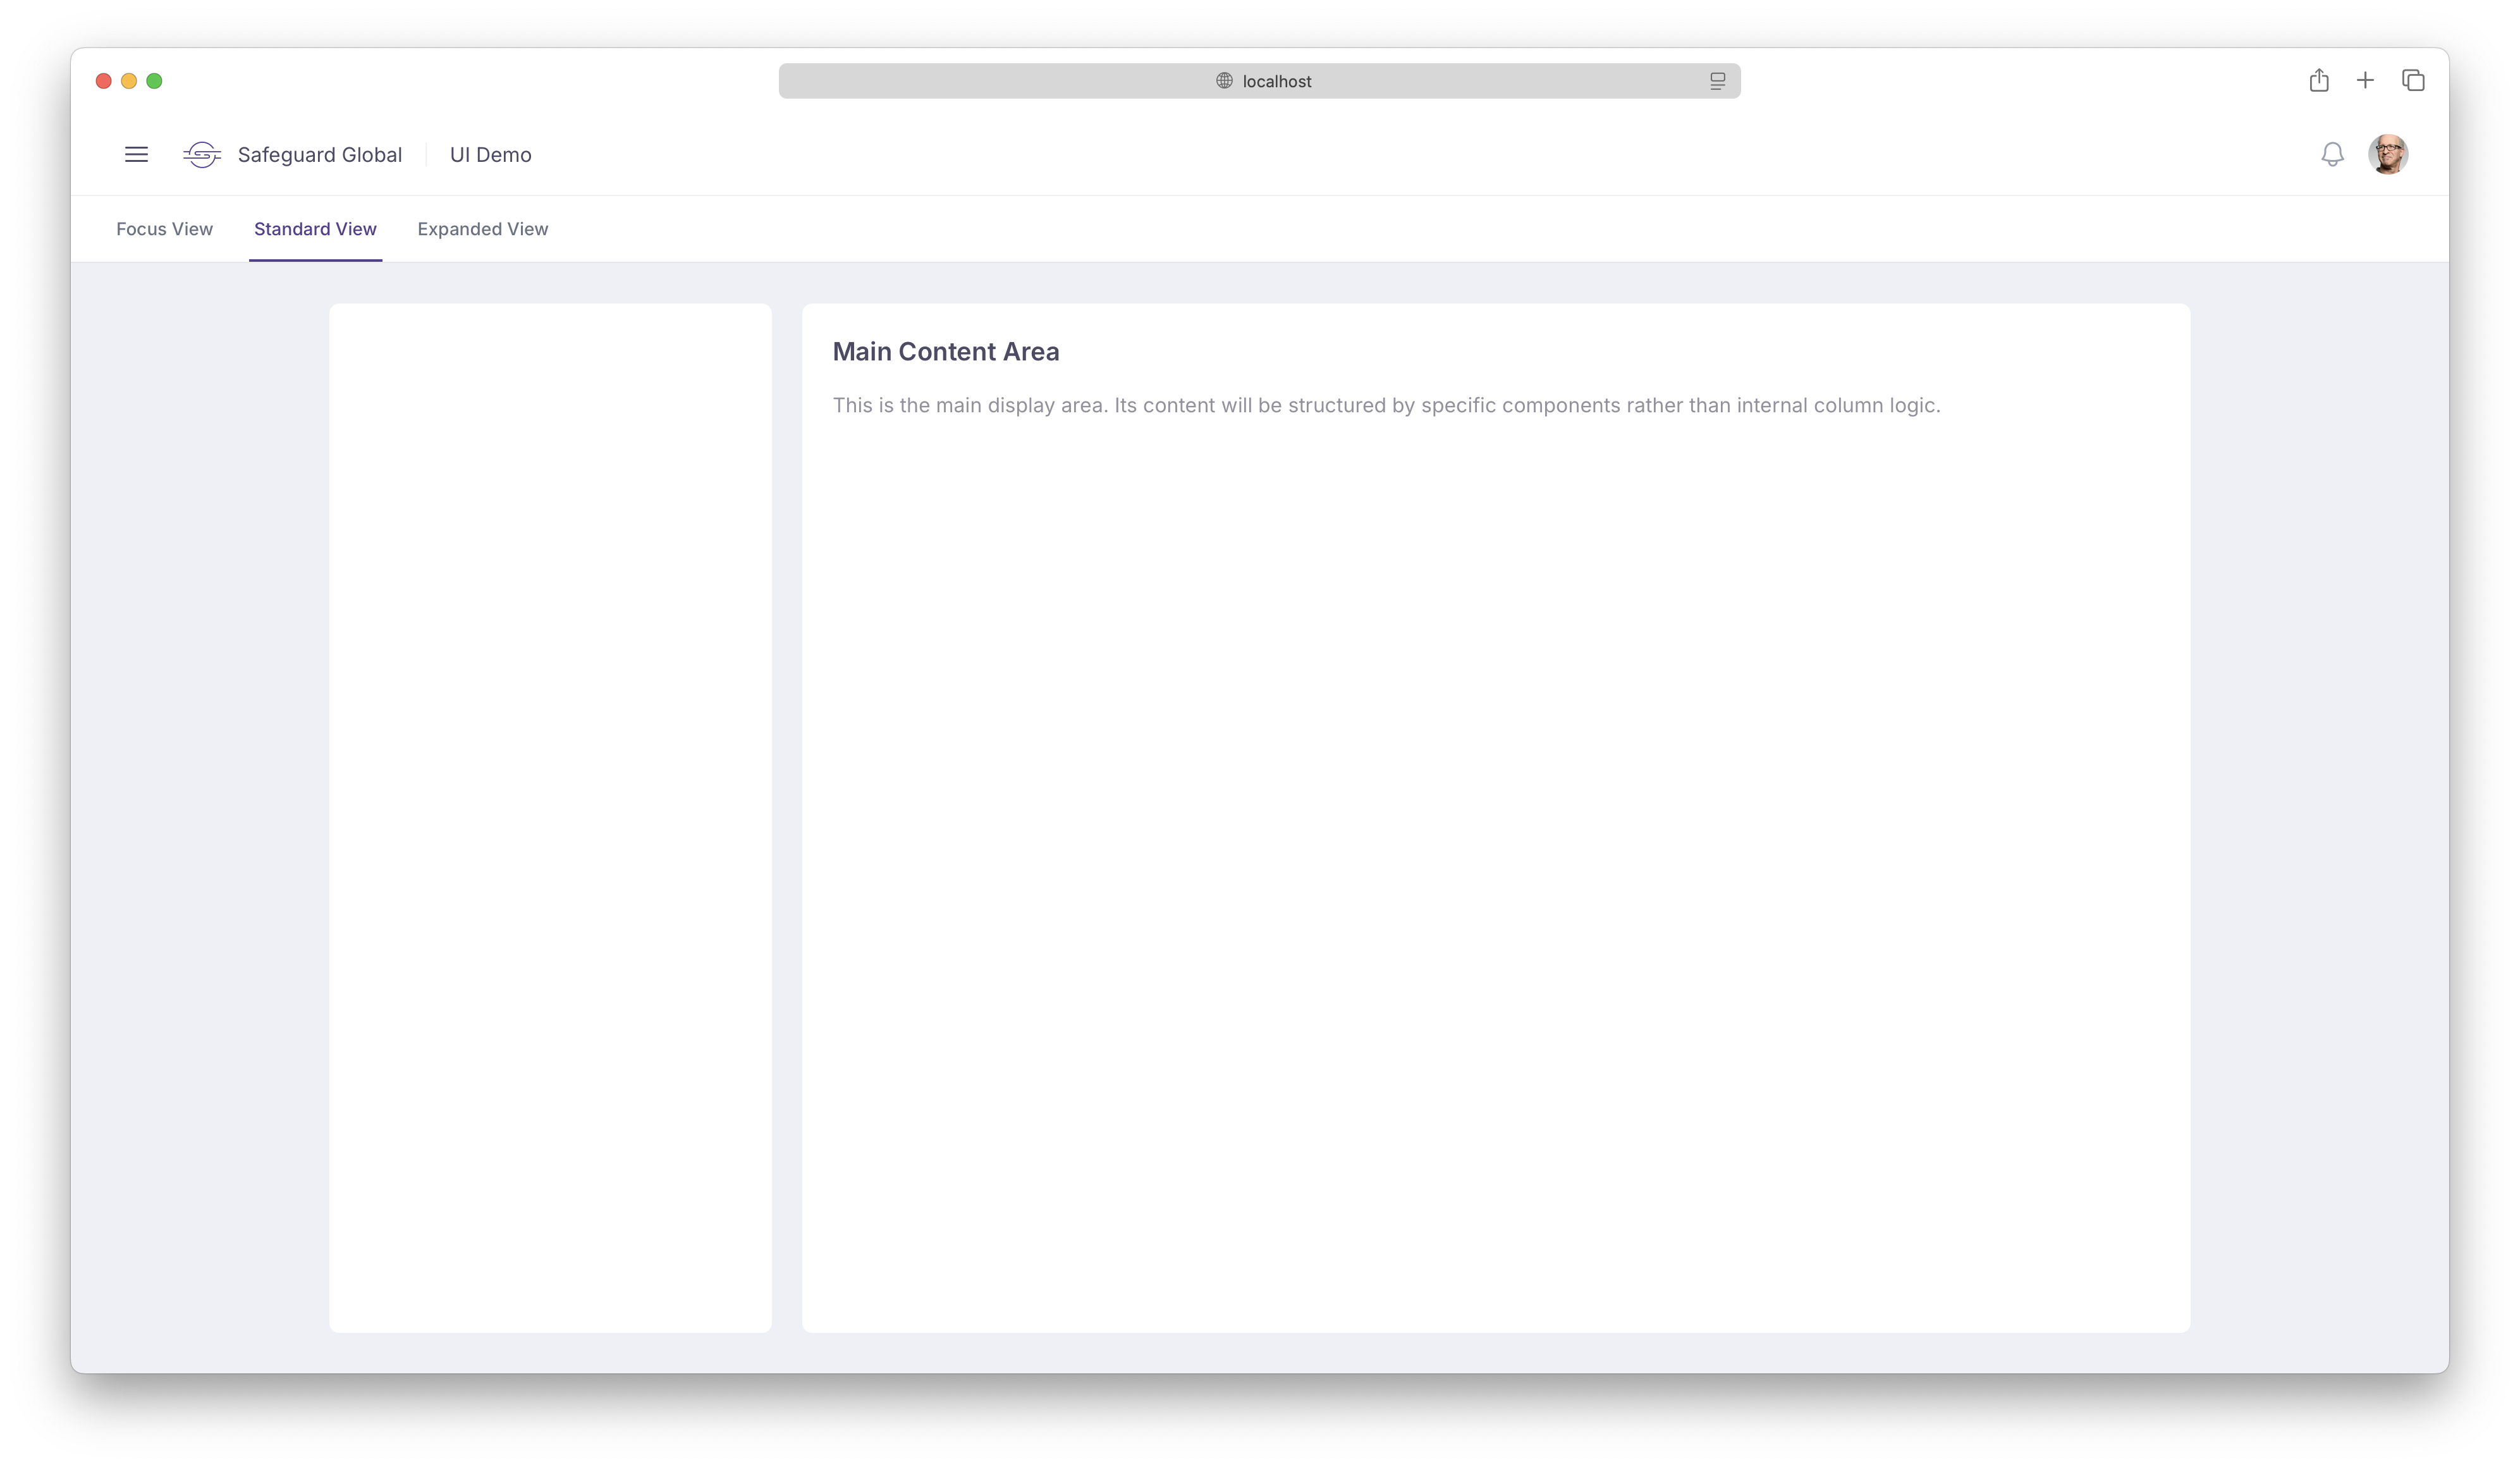 localhost
Safeguard Global UI Demo
Focus View Standard View Expanded View
Main Content Area
This is the main display area. Its content will be structured by specific components rather than internal column logic.